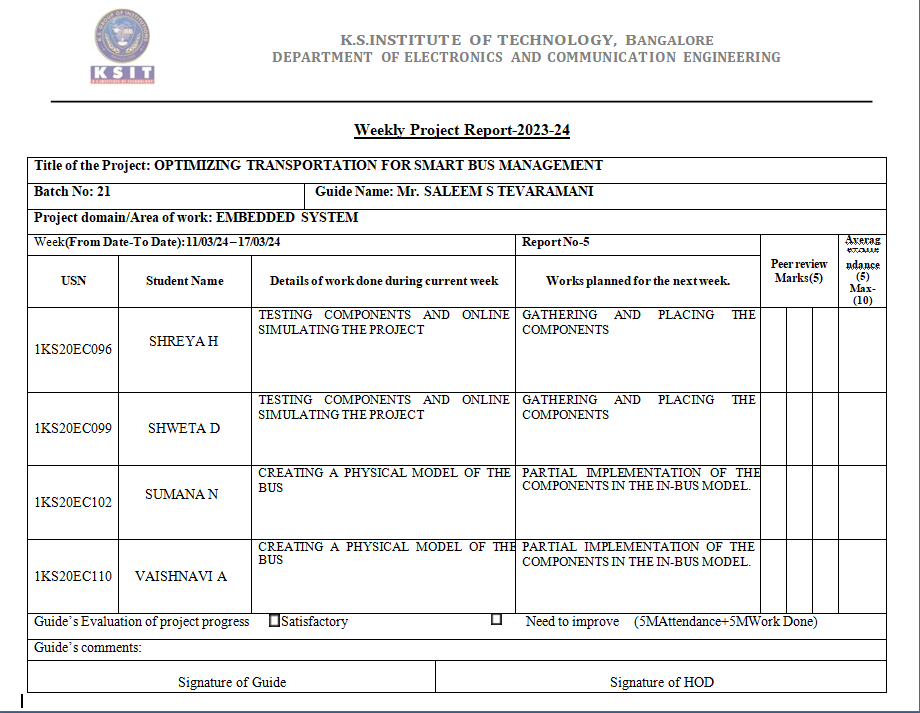 KSIT
K.S.INSTITUTE OF TECHNOLOGY, BANGALORE
DEPARTMENT OF ELECTRONICS AND COMMUNICATION ENGINEERING
Weekly Project Report-2023-24
Title of the Project: OPTIMIZING TRANSPORTATION FOR SMART BUS MANAGEMENT
Batch No: 21
Guide Name: Mr. SALEEM S TEVARAMANI
Project domain/Area of work: EMBEDDED SYSTEM
Week(From Date-To Date):11/03/24–17/03/24
Report No-5
Peer review
Marks(5)
Averag
ndance
(5)
Max-
(10)
USN
Student Name
Details of work done during current week
Works planned for the next week.
1KS20EC096
SHREYA H
TESTING COMPONENTS AND ONLINE
SIMULATING THE PROJECT
GATHERING AND PLACING THE
COMPONENTS
1KS20EC099
SHWETA D
TESTING COMPONENTS AND ONLINE
SIMULATING THE PROJECT
GATHERING AND PLACING THE
COMPONENTS
1KS20EC102
SUMANA N
CREATING A PHYSICAL MODEL OF THE
BUS
PARTIAL IMPLEMENTATION OF THE
COMPONENTS IN THE IN-BUS MODEL.
1KS20EC110
VAISHNAVI A
CREATING A PHYSICAL MODEL OF THE
BUS
PARTIAL IMPLEMENTATION OF THE
COMPONENTS IN THE IN-BUS MODEL.
Guide's Evaluation of project progress
Satisfactory
Need to improve (5MAttendance+5MWork Done)
Guide's comments:
Signature of Guide
Signature of HOD